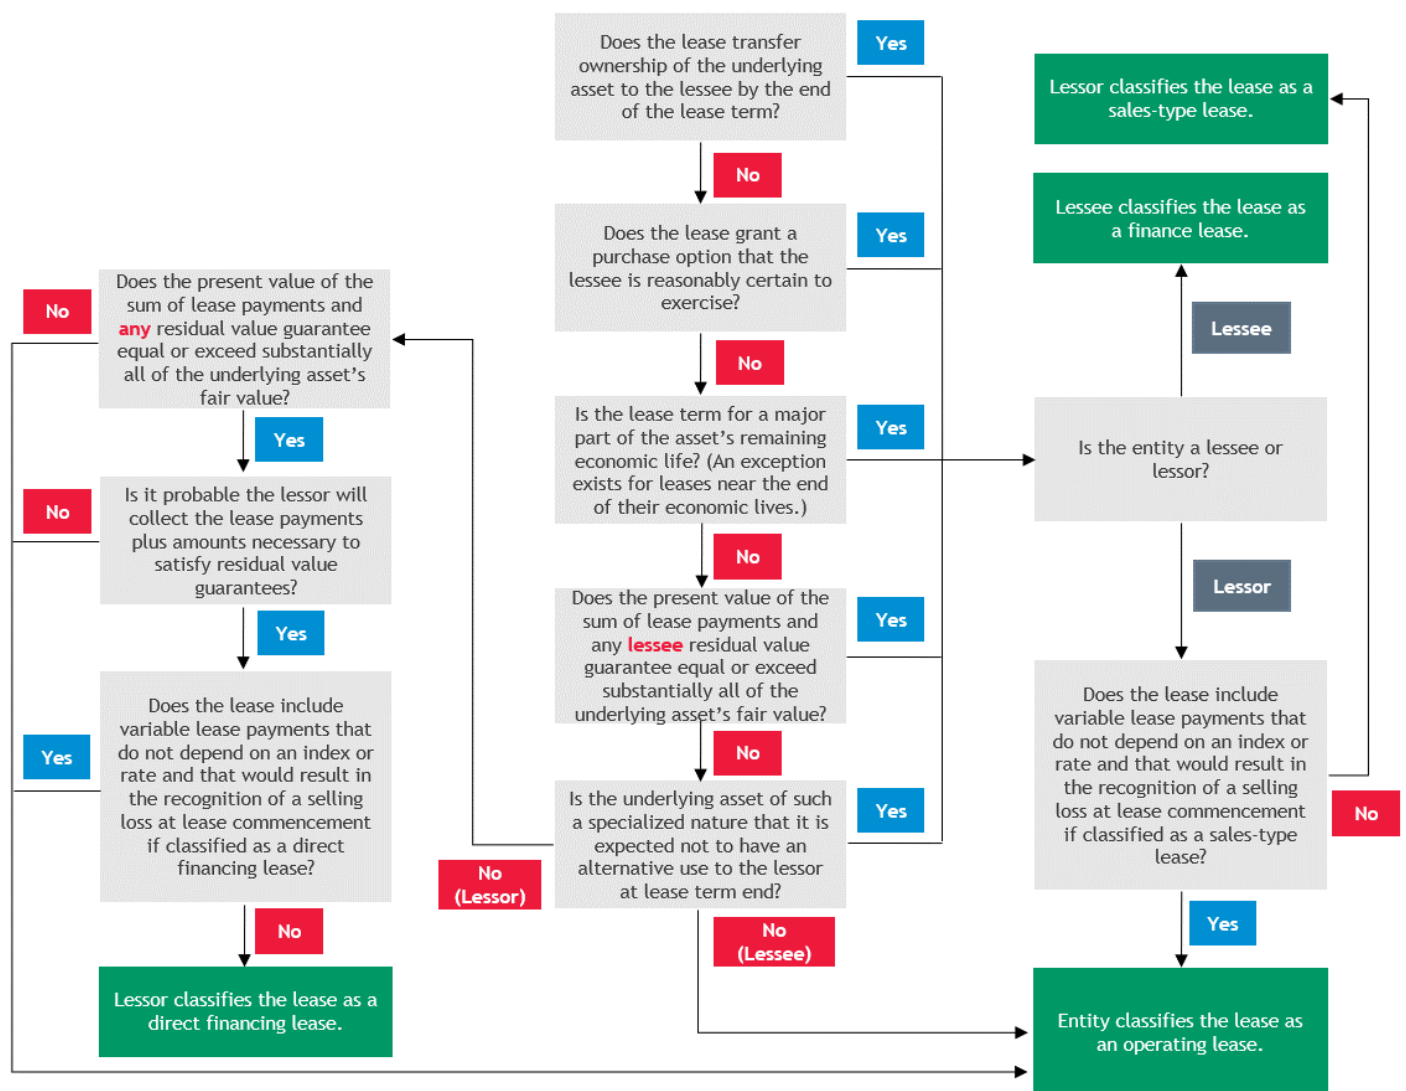 Does the lease transfer
ownership of the underlying
asset to the lessee by the end
of the lease term?
Yes
No
Does the lease grant a
purchase option that the
lessee is reasonably certain to
exercise?
Yes
No
Is the lease term for a major
part of the asset's remaining
economic life? (An exception
exists for leases near the end
of their economic lives.)
Yes
No
Does the present value of the
sum of lease payments and
any lessee residual value
guarantee equal or exceed
substantially all of the
underlying asset's fair value?
Yes
No
Is the underlying asset of such
a specialized nature that it is
expected not to have an
alternative use to the lessor
at lease term end?
Yes
No
(Lessor)
No
(Lessee)
Does the present value of the
sum of lease payments and
any residual value guarantee
equal or exceed substantially
all of the underlying asset's
fair value?
No
Yes
Is it probable the lessor will
collect the lease payments
plus amounts necessary to
satisfy residual value
guarantees?
No
Yes
Does the lease include
variable lease payments that
do not depend on an index or
rate and that would result in
the recognition of a selling
loss at lease commencement
if classified as a direct
financing lease?
Yes
No
Lessor classifies the lease as a
direct financing lease.
Lessor classifies the lease as a
sales-type lease.
Lessee classifies the lease as
a finance lease.
Lessee
Is the entity a lessee or
lessor?
Lessor
Does the lease include
variable lease payments that
do not depend on an index or
rate and that would result in
the recognition of a selling
loss at lease commencement
if classified as a sales-type
lease?
No
Yes
Entity classifies the lease as
an operating lease.